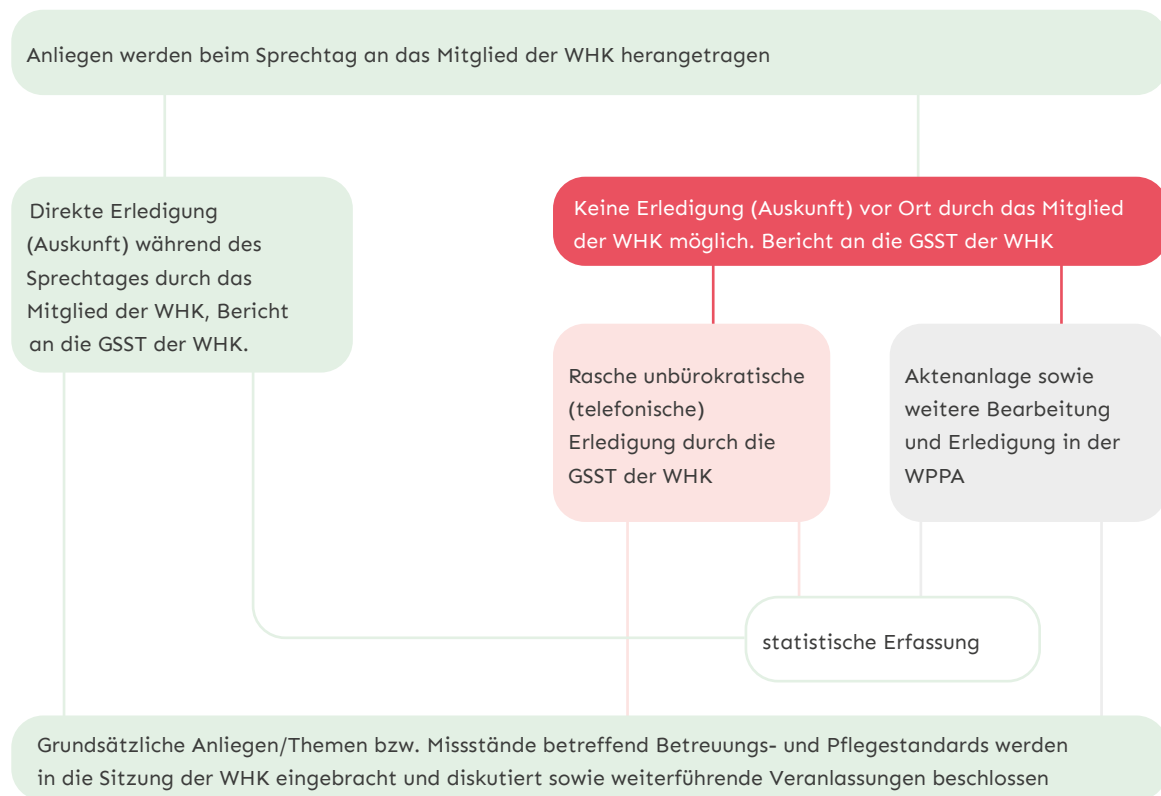 Anliegen werden beim Sprechtag an das Mitglied der WHK herangetragen
Direkte Erledigung
(Auskunft) während des
Sprechtages durch das
Mitglied der WHK, Bericht
an die GSST der WHK.
Keine Erledigung (Auskunft) vor Ort durch das Mitglied
der WHK möglich. Bericht an die GSST der WHK
Rasche unbürokratische
(telefonische)
Erledigung durch die
GSST der WHK
Aktenanlage sowie
weitere Bearbeitung
und Erledigung in der
WPPA
statistische Erfassung
Grundsätzliche Anliegen/Themen bzw. Missstände betreffend Betreuungs- und Pflegestandards werden
in die Sitzung der WHK eingebracht und diskutiert sowie weiterführende Veranlassungen beschlossen